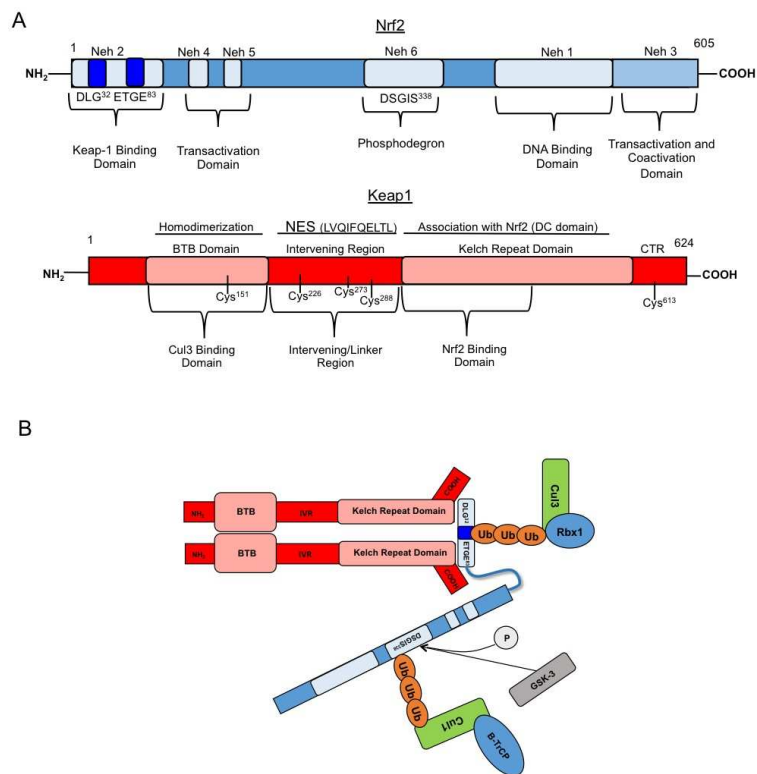 A
Nrf2
1
605
Neh 2
Neh 4
Neh 5
Neh 6
Neh 1
Neh 3
NH₂
COOH
DLG³²
ETGE⁸³
DSGIS³³⁸
Keap-1 Binding
Domain
Transactivation
Domain
Phosphodegron
DNA Binding
Domain
Transactivation and
Coactivation
Domain
Keap1
1
624
Homodimerization
NES (LVQIFQELTL)
Association with Nrf2 (DC domain)
BTB Domain
Intervening Region
Kelch Repeat Domain
CTR
NH₂
COOH
Cys¹⁵¹
Cys²²⁶
Cys²⁷³
Cys²⁸⁸
Cys⁶¹³
Cul3 Binding
Domain
Intervening/Linker
Region
Nrf2 Binding
Domain
B
NH₂
BTB
IVR
Kelch Repeat Domain
COOH
DLG³²
Ub
Ub
Ub
Cul3
Rbx1
NH₂
BTB
IVR
Kelch Repeat Domain
COOH
ETGE⁸³
DSGIS³³⁸
P
GSK-3
Ub
Ub
Ub
Cul1
B-TrCP